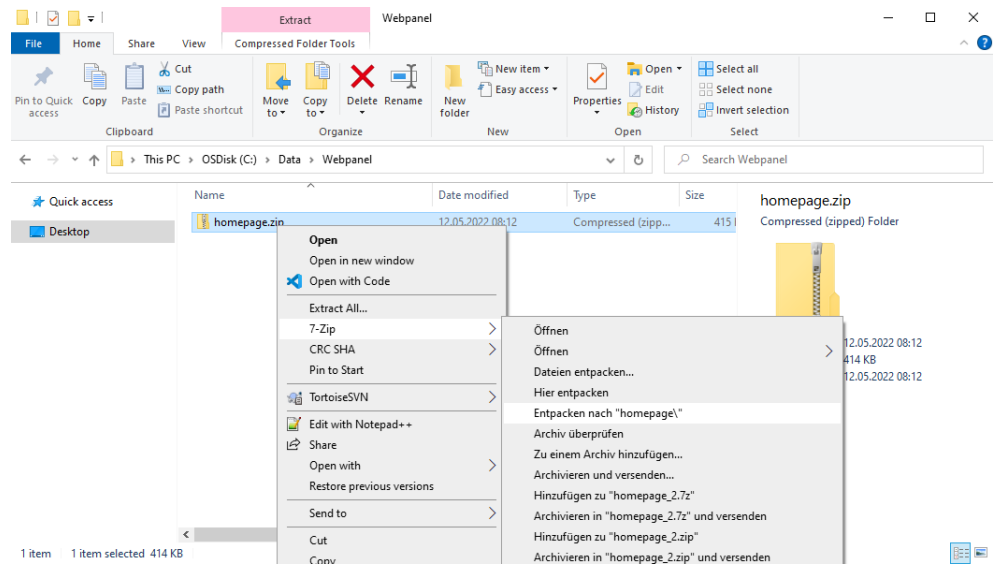 Extract
Webpanel
File
Home
Share
View
Compressed Folder Tools
Pin to Quick access
Copy
Paste
Cut
Copy path
Paste shortcut
Move to
Copy to
Delete
Rename
New folder
New item
Easy access
Properties
Open
Edit
History
Select all
Select none
Invert selection
Clipboard
Organize
New
Open
Select
This PC > OSDisk (C:) > Data > Webpanel
Search Webpanel
Quick access
Desktop
Name
Date modified
Type
Size
homepage.zip
12.05.2022 08:12
Compressed (zipp...
415
homepage.zip
Compressed (zipped) Folder
12.05.2022 08:12
414 KB
12.05.2022 08:12
Open
Open in new window
Open with Code
Extract All...
7-Zip
CRC SHA
Pin to Start
TortoiseSVN
Edit with Notepad++
Share
Open with
Restore previous versions
Send to
Cut
Copy
Öffnen
Öffnen
Dateien entpacken...
Hier entpacken
Entpacken nach "homepage\"
Archiv überprüfen
Zu einem Archiv hinzufügen...
Archivieren und versenden...
Hinzufügen zu "homepage_2.7z"
Archivieren in "homepage_2.7z" und versenden
Hinzufügen zu "homepage_2.zip"
Archivieren in "homepage_2.zip" und versenden
1 item
1 item selected 414 KB